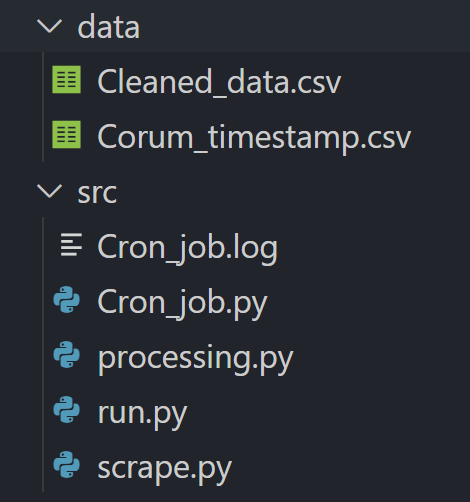 data
Cleaned_data.csv
Corum_timestamp.csv
src
Cron_job.log
Cron_job.py
processing.py
run.py
scrape.py